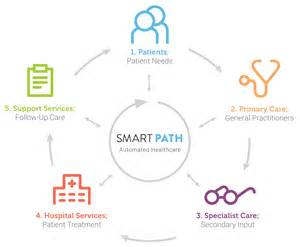 1. Patients;
Patient Needs
2. Primary Care;
General Practitioners
3. Specialist Care;
Secondary Input
4. Hospital Services;
Patient Treatment
5. Support Services;
Follow-Up Care
SMART PATH
Automated Healthcare